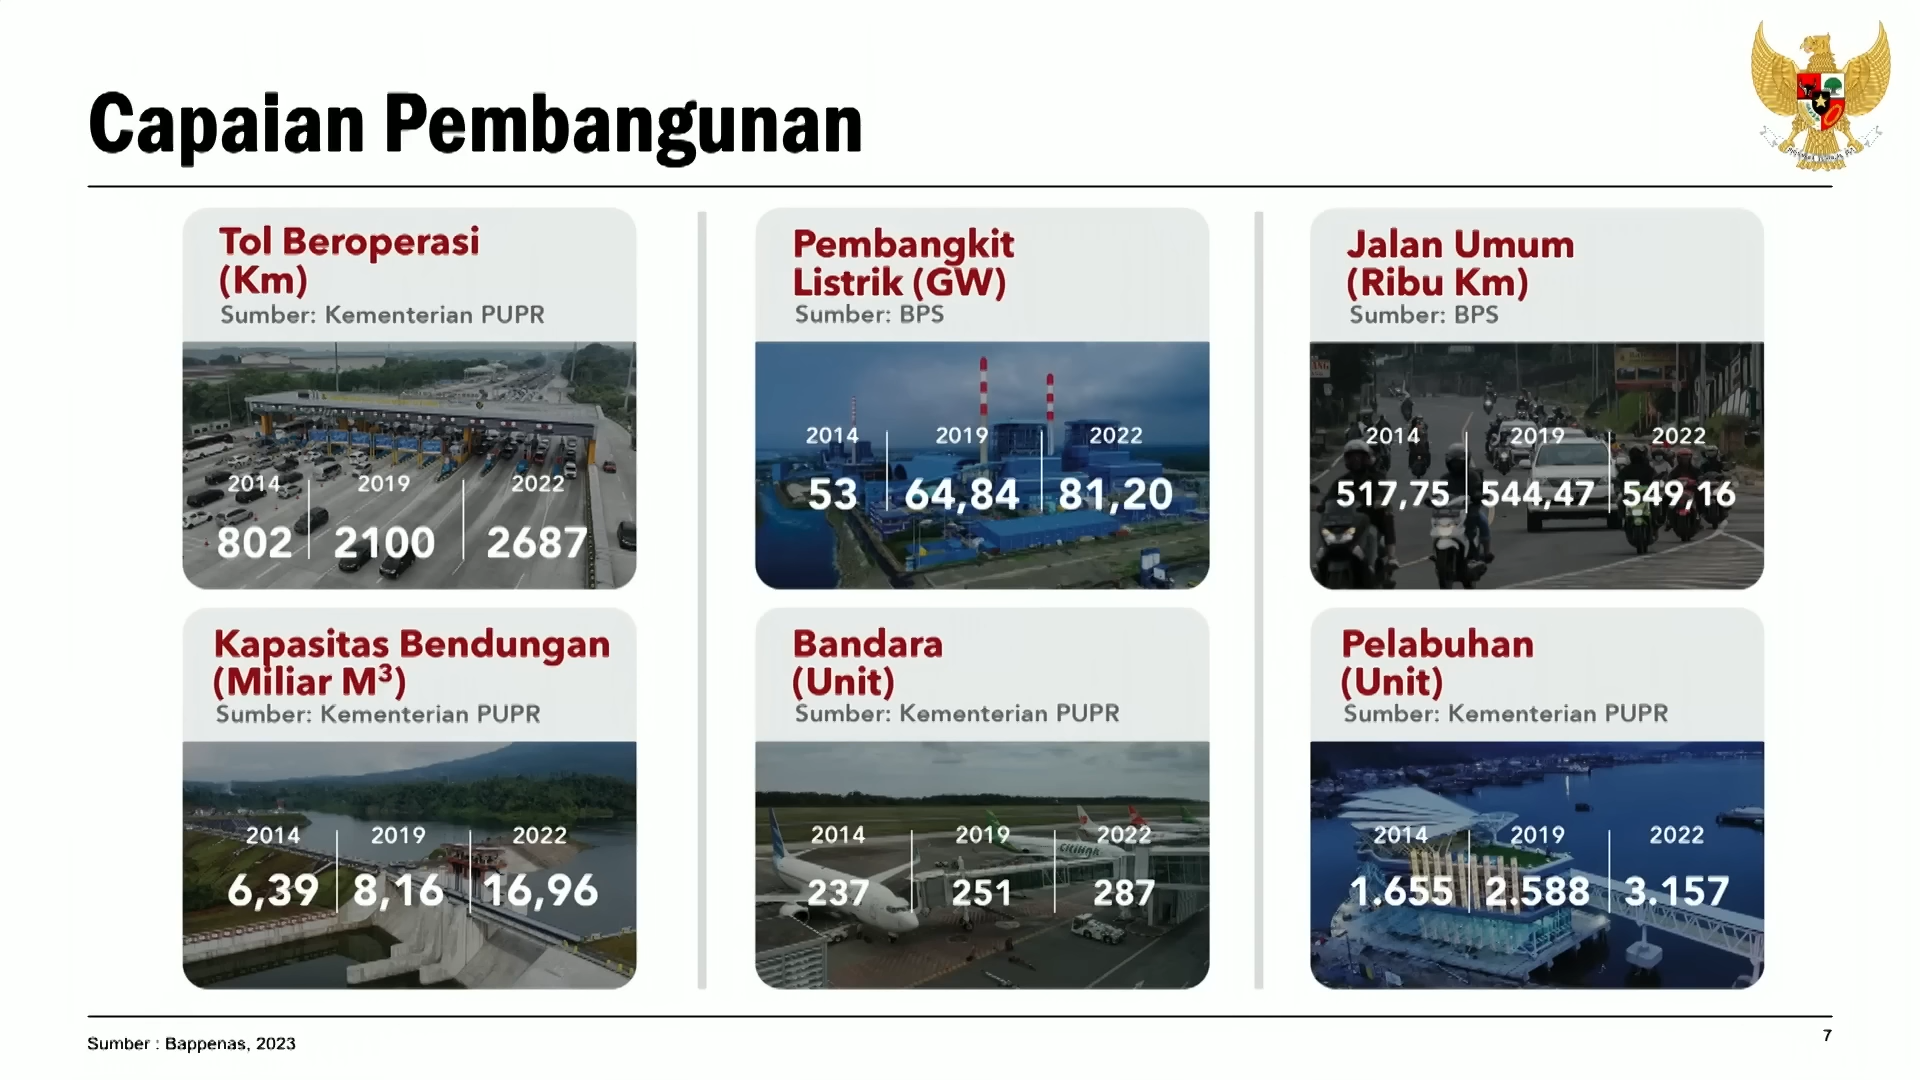 Capaian Pembangunan
Tol Beroperasi
(Km)
Sumber: Kementerian PUPR
2014 2019 2022
802 2100 2687
Pembangkit
Listrik (GW)
Sumber: BPS
2014 2019 2022
53 64,84 81,20
Jalan Umum
(Ribu Km)
Sumber: BPS
2014 2019 2022
517,75 544,47 549,16
Kapasitas Bendungan
(Miliar M³)
Sumber: Kementerian PUPR
2014 2019 2022
6,39 8,16 16,96
Bandara
(Unit)
Sumber: Kementerian PUPR
2014 2019 2022
237 251 287
Pelabuhan
(Unit)
Sumber: Kementerian PUPR
2014 2019 2022
1.655 2.588 3.157
Sumber : Bappenas, 2023
7